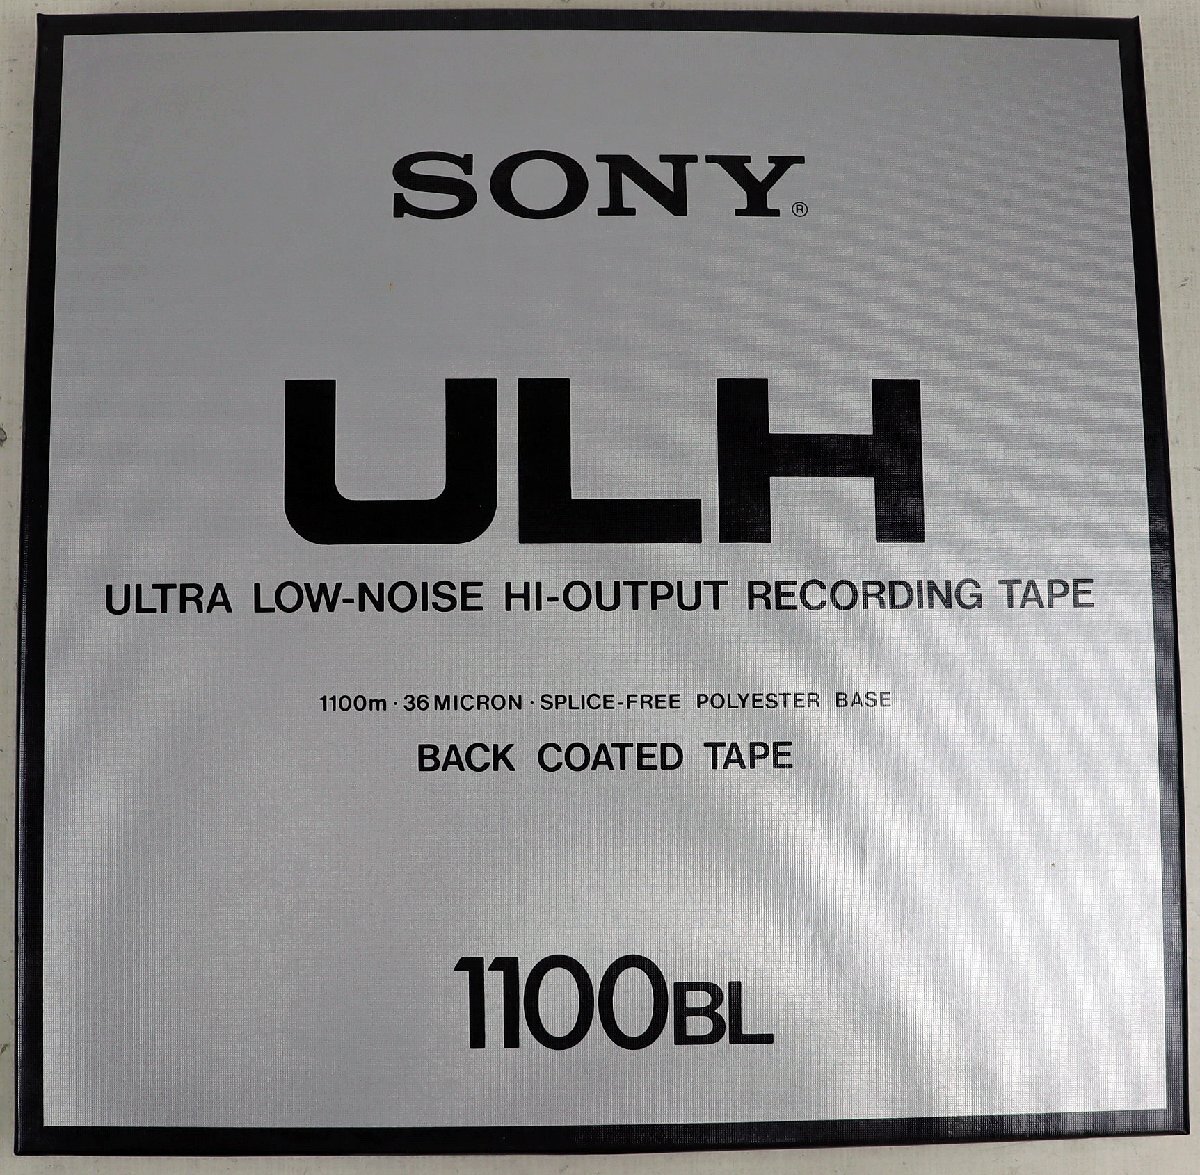 SONY®
ULH
ULTRA LOW-NOISE HI-OUTPUT RECORDING TAPE
1100m · 36 MICRON · SPLICE-FREE POLYESTER BASE
BACK COATED TAPE
1100BL